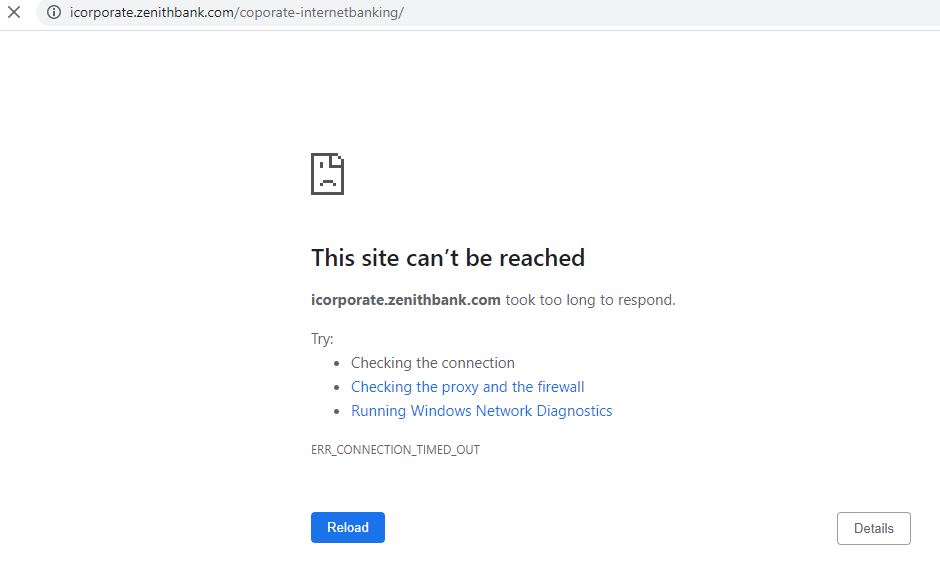 icorporate.zenithbank.com/coporate-internetbanking/
This site can't be reached
icorporate.zenithbank.com took too long to respond.
Try:
• Checking the connection
• Checking the proxy and the firewall
• Running Windows Network Diagnostics
ERR_CONNECTION_TIMED_OUT
Reload
Details